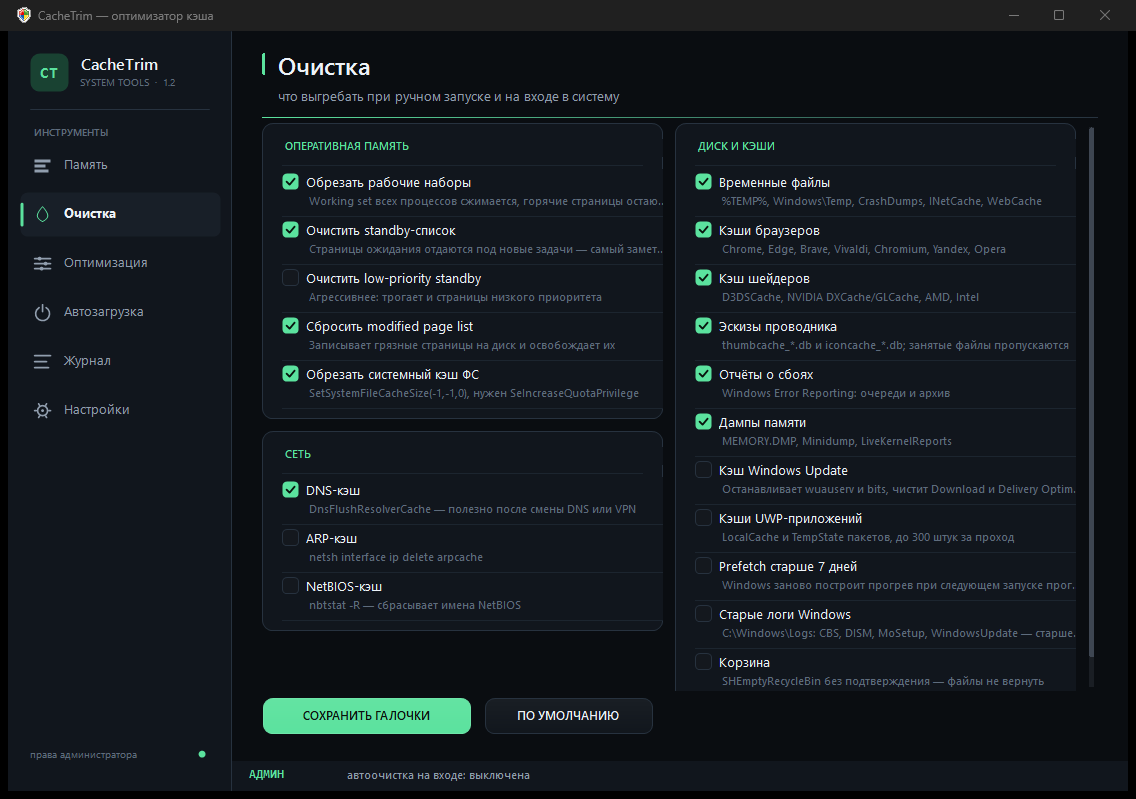 CacheTrim — оптимизатор кэша
CT
CacheTrim
SYSTEM TOOLS · 1.2
ИНСТРУМЕНТЫ
Память
Очистка
Оптимизация
Автозагрузка
Журнал
Настройки
права администратора
Очистка
что выгребать при ручном запуске и на входе в систему
ОПЕРАТИВНАЯ ПАМЯТЬ
Обрезать рабочие наборы
Working set всех процессов сжимается, горячие страницы остаю..
Очистить standby-список
Страницы ожидания отдаются под новые задачи — самый замет..
Очистить low-priority standby
Агрессивнее: трогает и страницы низкого приоритета
Сбросить modified page list
Записывает грязные страницы на диск и освобождает их
Обрезать системный кэш ФС
SetSystemFileCacheSize(-1,-1,0), нужен SeIncreaseQuotaPrivilege
СЕТЬ
DNS-кэш
DnsFlushResolverCache — полезно после смены DNS или VPN
ARP-кэш
netsh interface ip delete arpcache
NetBIOS-кэш
nbtstat -R — сбрасывает имена NetBIOS
ДИСК И КЭШИ
Временные файлы
%TEMP%, Windows\Temp, CrashDumps, INetCache, WebCache
Кэши браузеров
Chrome, Edge, Brave, Vivaldi, Chromium, Yandex, Opera
Кэш шейдеров
D3DSCache, NVIDIA DXCache/GLCache, AMD, Intel
Эскизы проводника
thumbcache_*.db и iconcache_*.db; занятые файлы пропускаются
Отчёты о сбоях
Windows Error Reporting: очереди и архив
Дампы памяти
MEMORY.DMP, Minidump, LiveKernelReports
Кэш Windows Update
Останавливает wuauserv и bits, чистит Download и Delivery Optim.
Кэши UWP-приложений
LocalCache и TempState пакетов, до 300 штук за проход
Prefetch старше 7 дней
Windows заново построит прогрев при следующем запуске прог.
Старые логи Windows
C:\Windows\Logs: CBS, DISM, MoSetup, WindowsUpdate — старше.
Корзина
SHEmptyRecycleBin без подтверждения — файлы не вернуть
СОХРАНИТЬ ГАЛОЧКИ
ПО УМОЛЧАНИЮ
АДМИН
автоочистка на входе: выключена